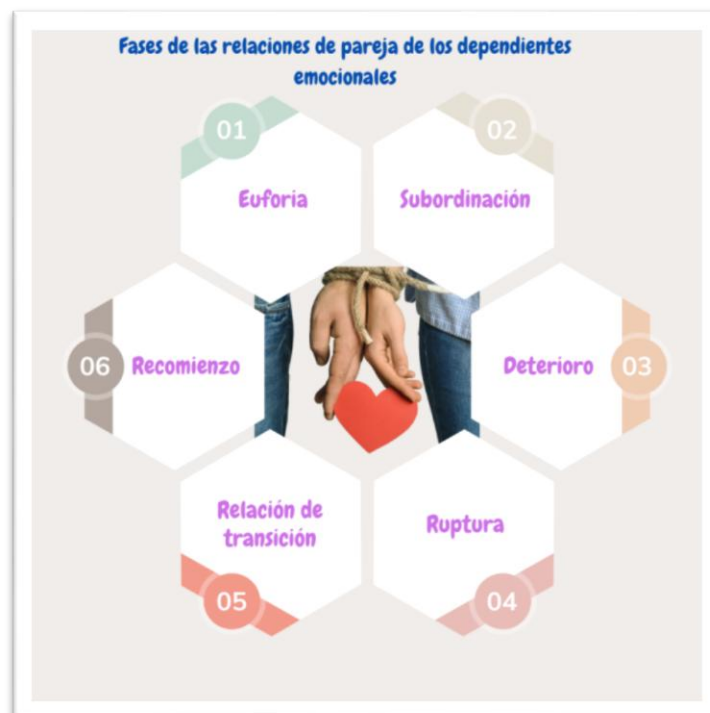 Fases de las relaciones de pareja de los dependientes
emocionales
01
Euforia
02
Subordinación
Deterioro 03
Ruptura
04
Relación de
transición
05
06 Recomienzo